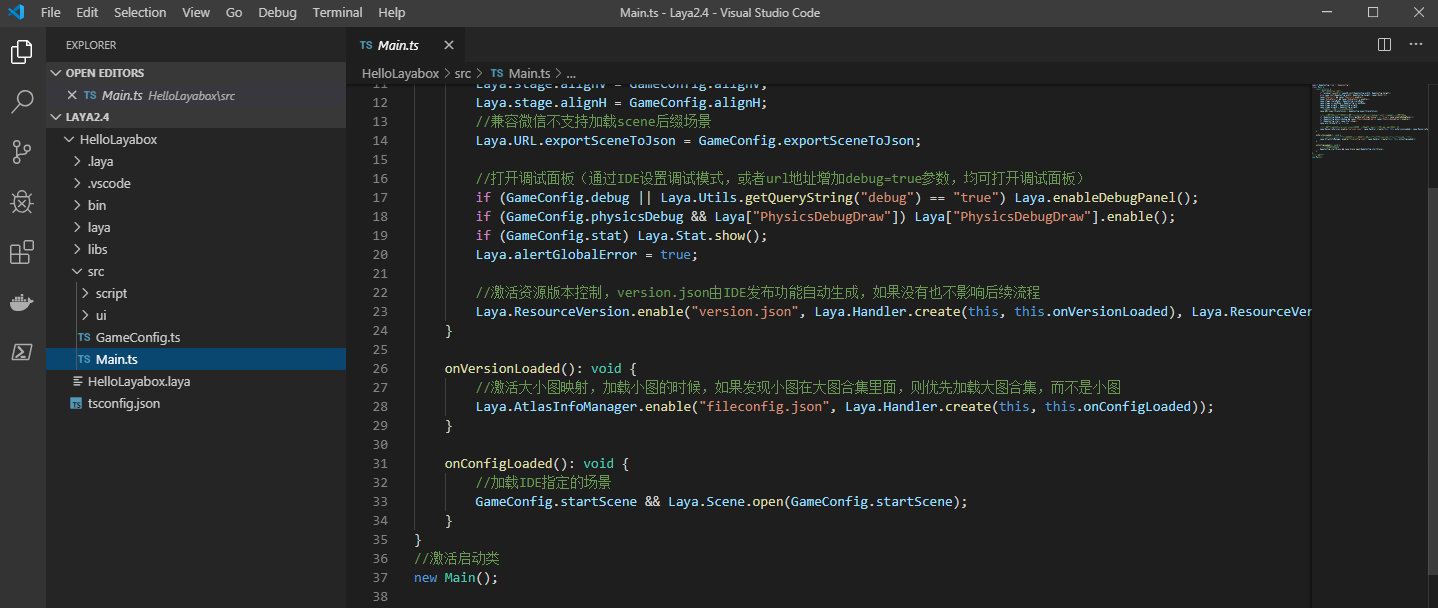 File Edit Selection View Go Debug Terminal Help
Main.ts - Laya2.4 - Visual Studio Code
EXPLORER
OPEN EDITORS
TS Main.ts HelloLayabox\src
LAYA2.4
HelloLayabox
.laya
.vscode
bin
laya
libs
src
script
ui
TS GameConfig.ts
TS Main.ts
HelloLayabox.laya
TS tsconfig.json
TS Main.ts
HelloLayabox > src > TS Main.ts > ...
11 Laya.stage.alignV = GameConfig.alignV;
12 Laya.stage.alignH = GameConfig.alignH;
13 //兼容微信不支持加载scene后缀场景
14 Laya.URL.exportSceneToJson = GameConfig.exportSceneToJson;
15
16 //打开调试面板（通过IDE设置调试模式，或者url地址增加debug=true参数，均可打开调试面板）
17 if (GameConfig.debug || Laya.Utils.getQueryString("debug") == "true") Laya.enableDebugPanel();
18 if (GameConfig.physicsDebug && Laya["PhysicsDebugDraw"]) Laya["PhysicsDebugDraw"].enable();
19 if (GameConfig.stat) Laya.Stat.show();
20 Laya.alertGlobalError = true;
21
22 //激活资源版本控制，version.json由IDE发布功能自动生成，如果没有也不影响后续流程
23 Laya.ResourceVersion.enable("version.json", Laya.Handler.create(this, this.onVersionLoaded), Laya.ResourceVer
24 }
25
26 onVersionLoaded(): void {
27 //激活大小图映射，加载小图的时候，如果发现小图在大图合集里面，则优先加载大图合集，而不是小图
28 Laya.AtlasInfoManager.enable("fileconfig.json", Laya.Handler.create(this, this.onConfigLoaded));
29 }
30
31 onConfigLoaded(): void {
32 //加载IDE指定的场景
33 GameConfig.startScene && Laya.Scene.open(GameConfig.startScene);
34 }
35 }
36 //激活启动类
37 new Main();
38